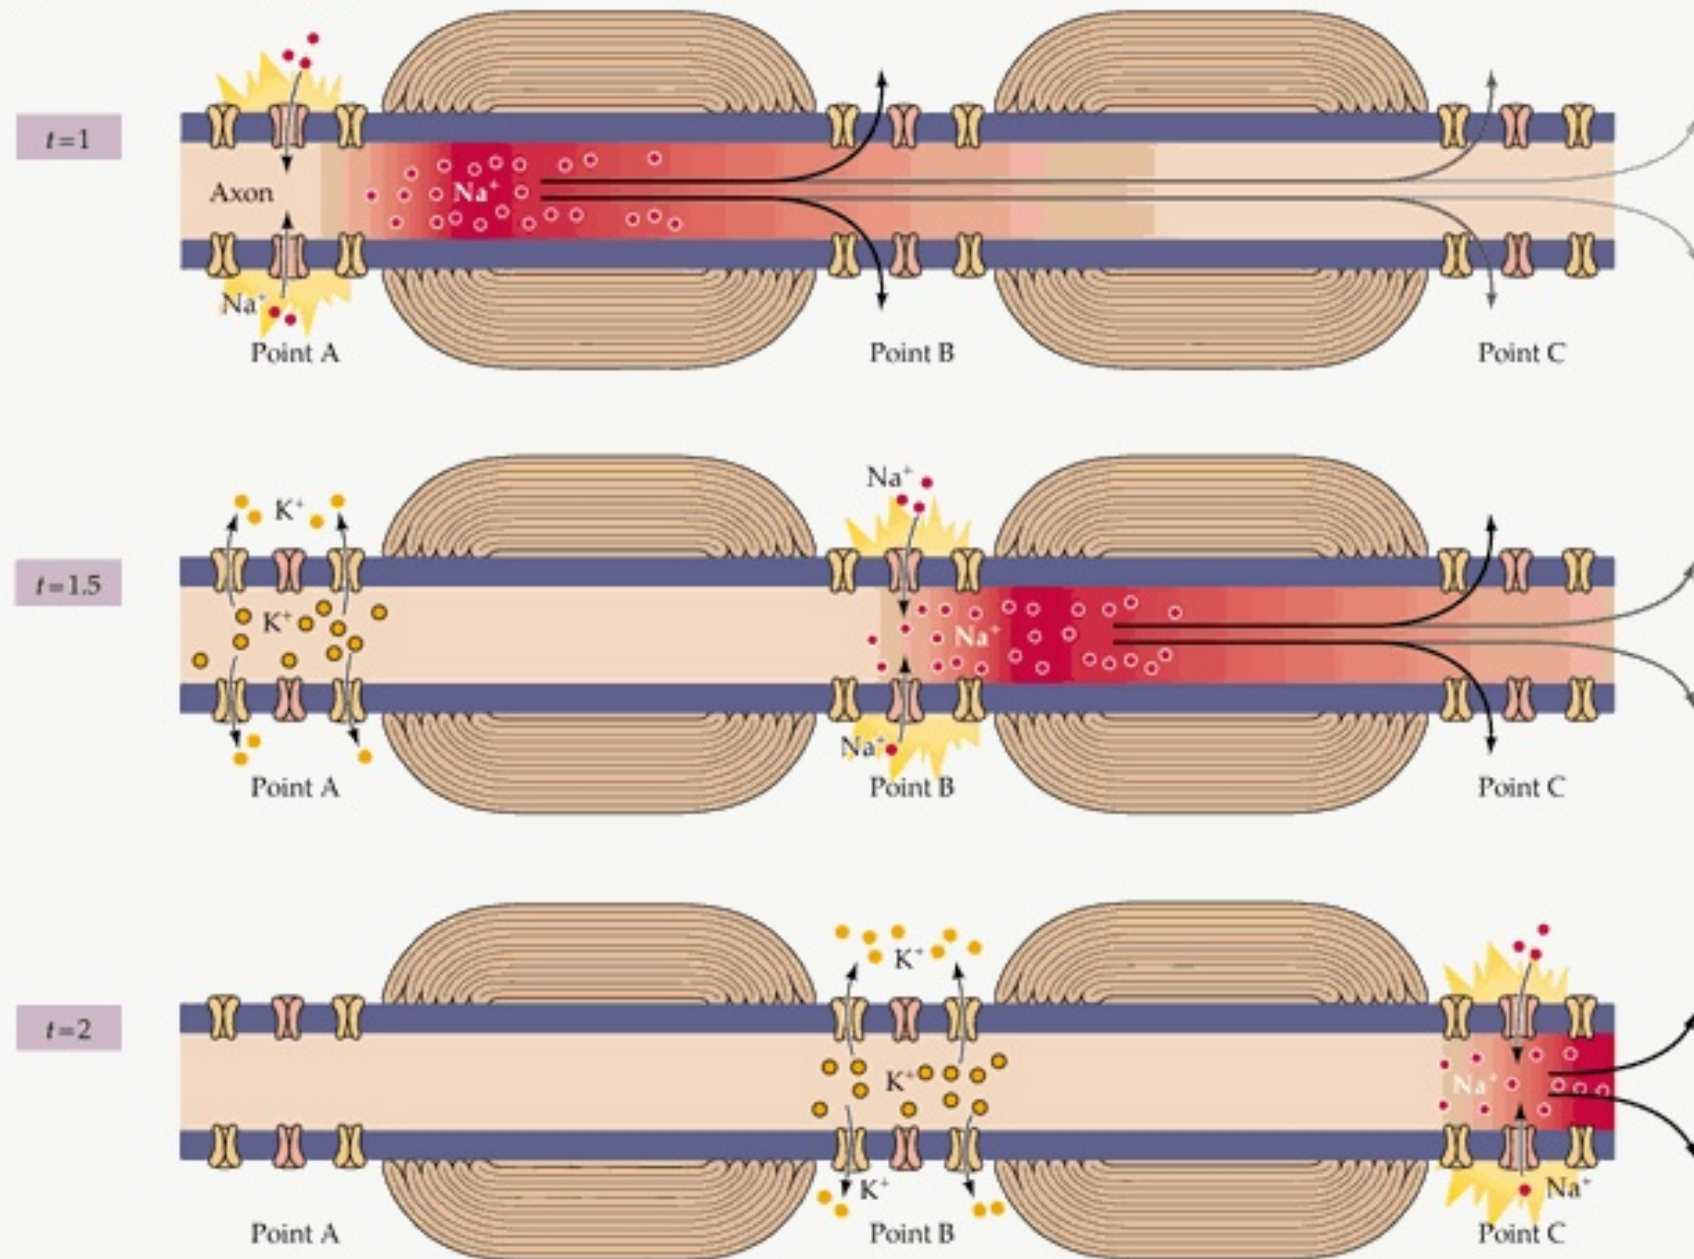 t=1
Axon
Na⁺
Na⁺
Point A
Point B
Point C
Na⁺
K⁺
t=1.5
K⁺
Na⁺
Na⁺
Point A
Point B
Point C
K⁺
t=2
K⁺
Na⁺
K⁺
Na⁺
Point A
Point B
Point C